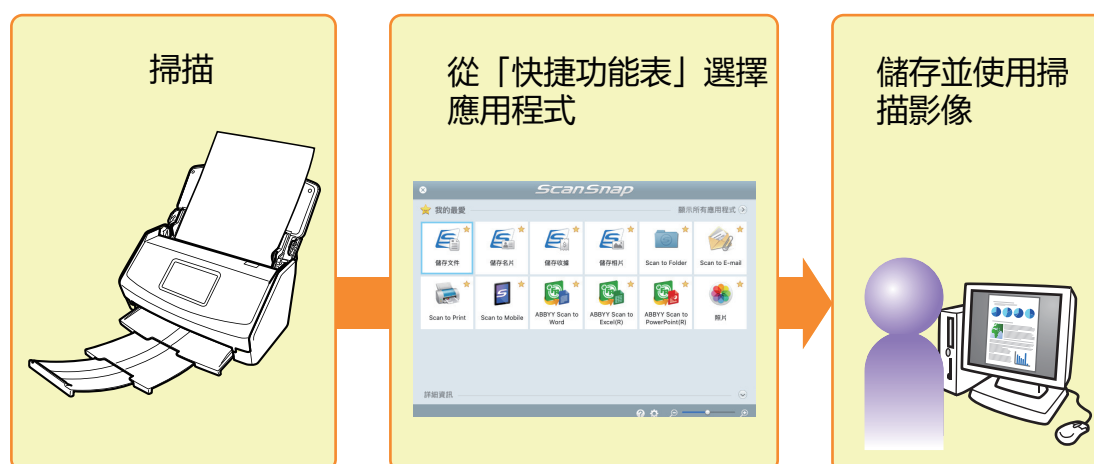 掃描
從「快捷功能表」選擇
應用程式
ScanSnap
我的最愛
顯示所有應用程式
儲存文件
儲存名片
儲存收據
儲存相片
Scan to Folder
Scan to E-mail
Scan to Print
Scan to Mobile
ABBYY Scan to
Word
ABBYY Scan to
Excel(R)
ABBYY Scan to
PowerPoint(R)
照片
詳細資訊
儲存並使用掃
描影像